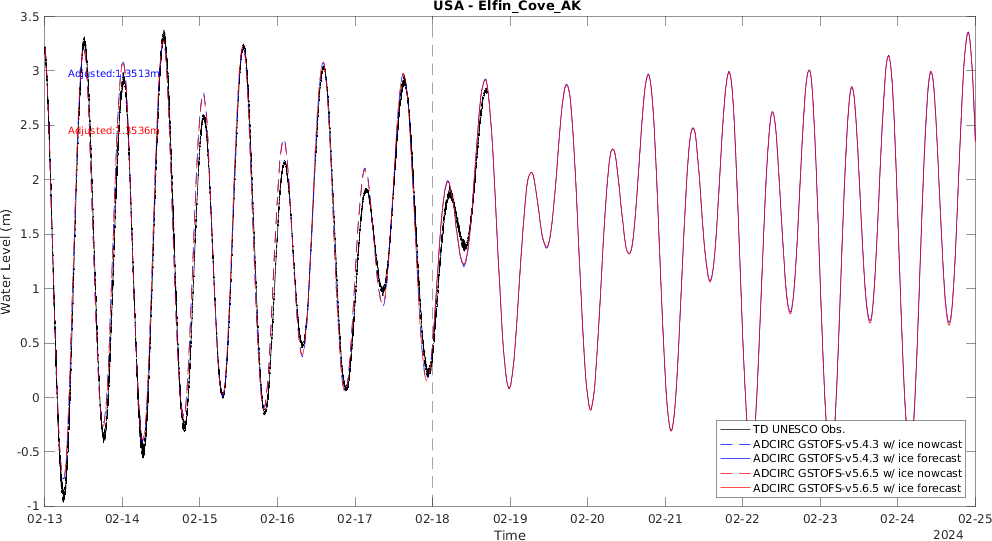 USA - Elfin_Cove_AK
3.5
3
2.5
2
1.5
1
0.5
0
-0.5
-1
Water Level (m)
Adjusted:1.3513m
Adjusted:1.3536m
TD UNESCO Obs.
ADCIRC GSTOFS-v5.4.3 w/ ice nowcast
ADCIRC GSTOFS-v5.4.3 w/ ice forecast
ADCIRC GSTOFS-v5.6.5 w/ ice nowcast
ADCIRC GSTOFS-v5.6.5 w/ ice forecast
02-13 02-14 02-15 02-16 02-17 02-18 02-19 02-20 02-21 02-22 02-23 02-24 02-25
Time
2024